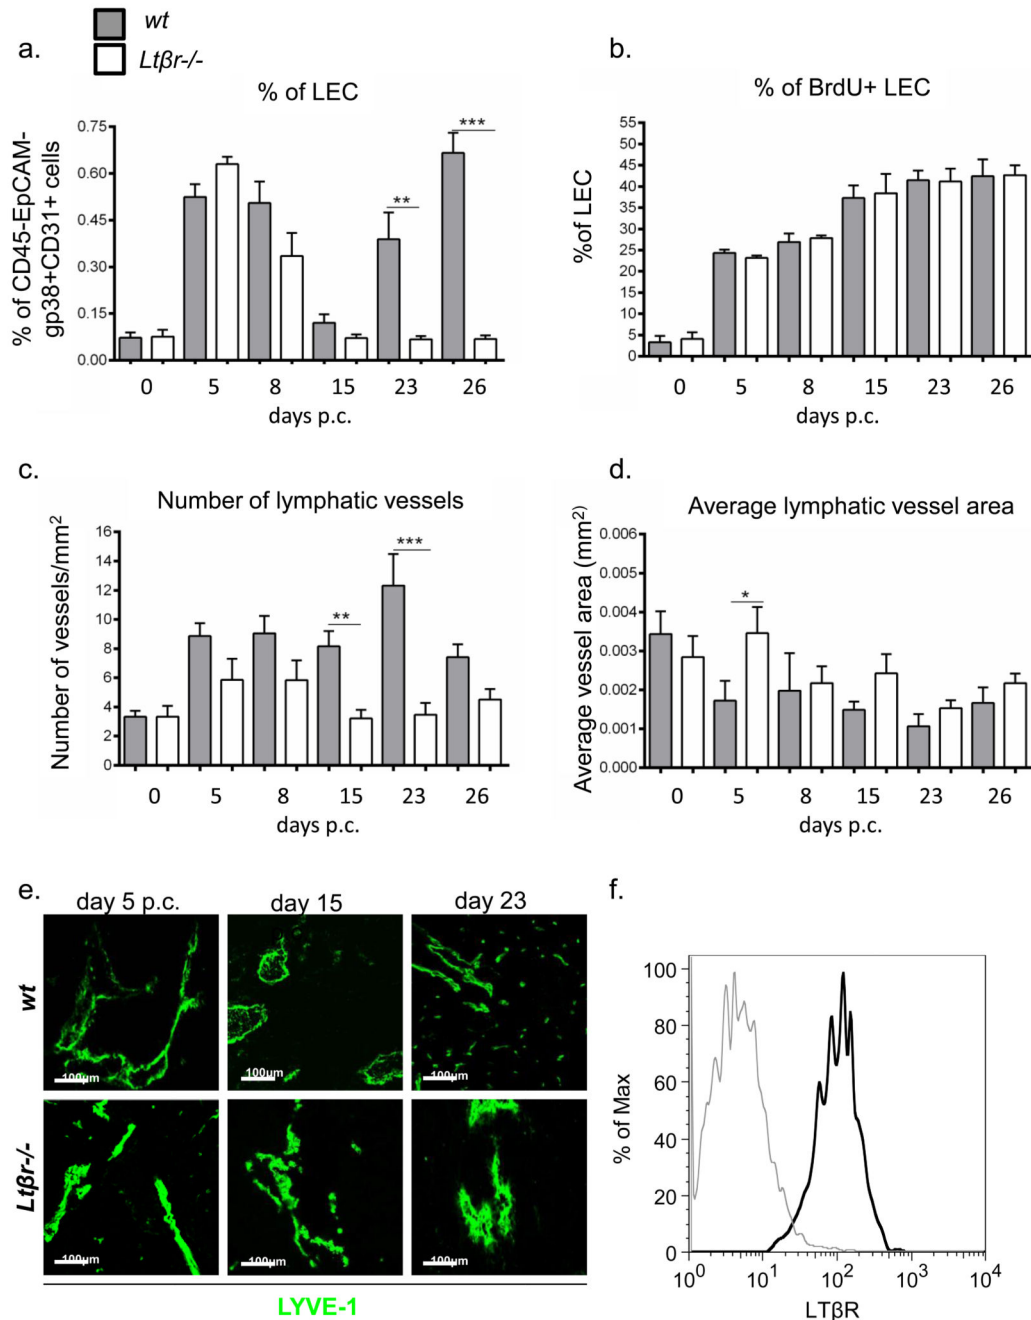 wt
a.
Ltβr-/-
% of LEC
% of CD45-EpCAM-
gp38+CD31+ cells
0.75
0.60
0.45
0.30
0.15
0.00
**
***
0 5 8 15 23 26
days p.c.
b.
% of BrdU+ LEC
%of LEC
55
50
45
40
35
30
25
20
15
10
5
0
0 5 8 15 23 26
days p.c.
c.
Number of lymphatic vessels
Number of vessels/mm²
16
14
12
10
8
6
4
2
0
**
***
0 5 8 15 23 26
days p.c.
d.
Average lymphatic vessel area
Average vessel area (mm²)
0.006
0.005
0.004
0.003
0.002
0.001
0.000
*
0 5 8 15 23 26
days p.c.
e.
day 5 p.c. day 15 day 23
wt
100μm 100μm 100μm
Ltβr-/-
100μm 100μm 100μm
LYVE-1
f.
% of Max
100
80
60
40
20
0
10⁰ 10¹ 10² 10³ 10⁴
LTβR